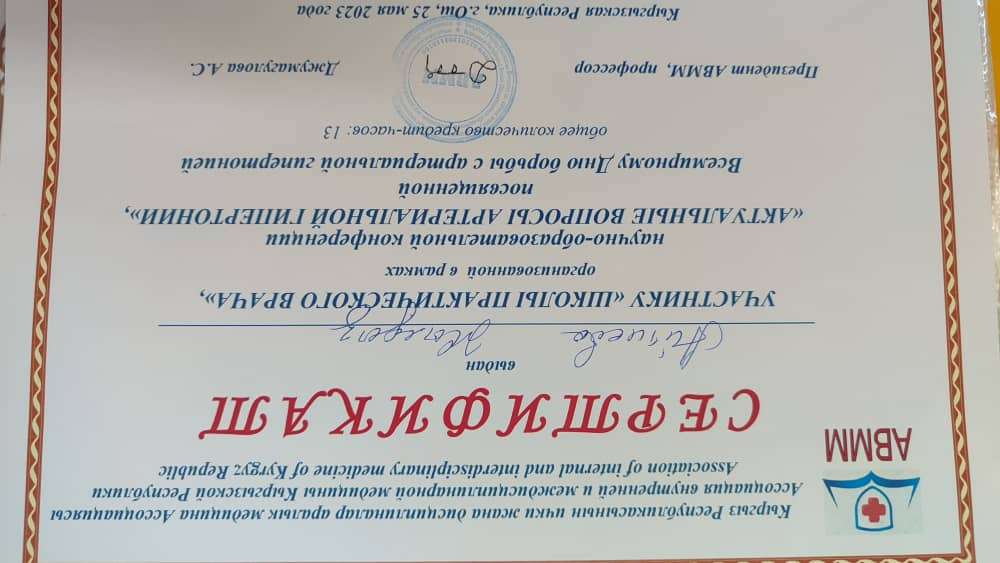 Кыргыз Республикасынын ички жана дисциплиналар аралык медицина Ассоциациясы
Ассоциация внутренней и междисциплинарной медицины Кыргызской Республики
Association of internal and interdisciplinary medicine of Kyrgyz Republic
АВММ
СЕРТИФИКАТ
выдан
УЧАСТНИКУ «ШКОЛЫ ПРАКТИЧЕСКОГО ВРАЧА»,
организованной в рамках
научно-образовательной конференции
«АКТУАЛЬНЫЕ ВОПРОСЫ АРТЕРИАЛЬНОЙ ГИПЕРТОНИИ»,
посвященной
Всемирному Дню борьбы с артериальной гипертонией
общее количество кредит-часов: 13
Президент АВММ, профессор Джумагулова А.С.
Кыргызская Республика, г.Ош, 25 мая 2023 года